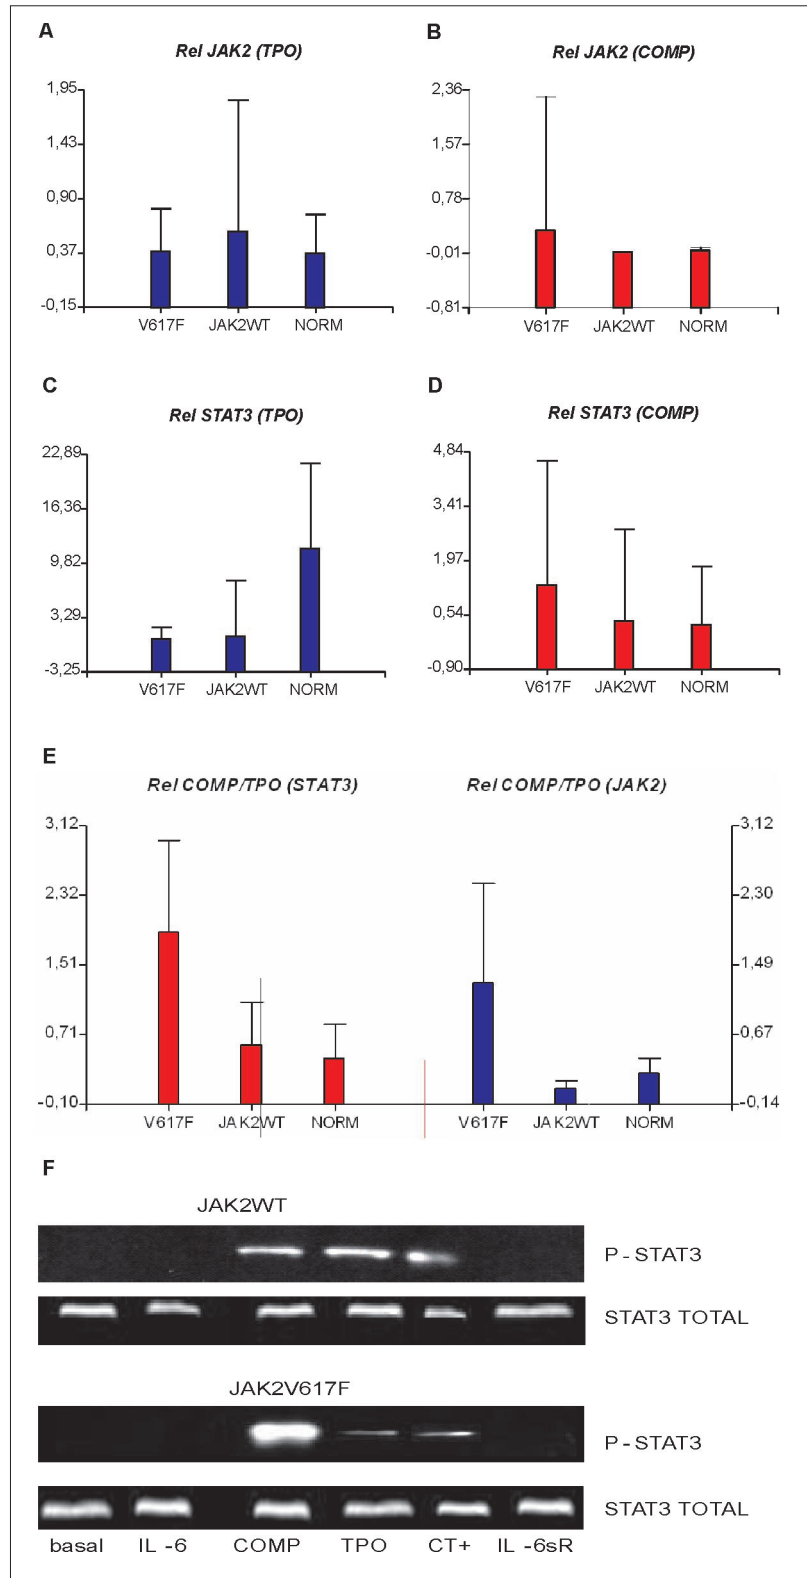 A
B
Rel JAK2 (TPO)
Rel JAK2 (COMP)
1,95
1,43
0,90
0,37
-0,15
V617F JAK2WT NORM
2,36
1,57
0,78
-0,01
-0,81
V617F JAK2WT NORM
C
D
Rel STAT3 (TPO)
Rel STAT3 (COMP)
22,89
16,36
9,82
3,29
-3,25
V617F JAK2WT NORM
4,84
3,41
1,97
0,54
-0,90
V617F JAK2WT NORM
E
Rel COMP/TPO (STAT3)
Rel COMP/TPO (JAK2)
3,12
2,32
1,51
0,71
-0,10
V617F JAK2WT NORM
V617F JAK2WT NORM
3,12
2,30
1,49
0,67
-0,14
F
JAK2WT
P - STAT3
STAT3 TOTAL
JAK2V617F
P - STAT3
STAT3 TOTAL
basal IL -6 COMP TPO CT+ IL -6sR